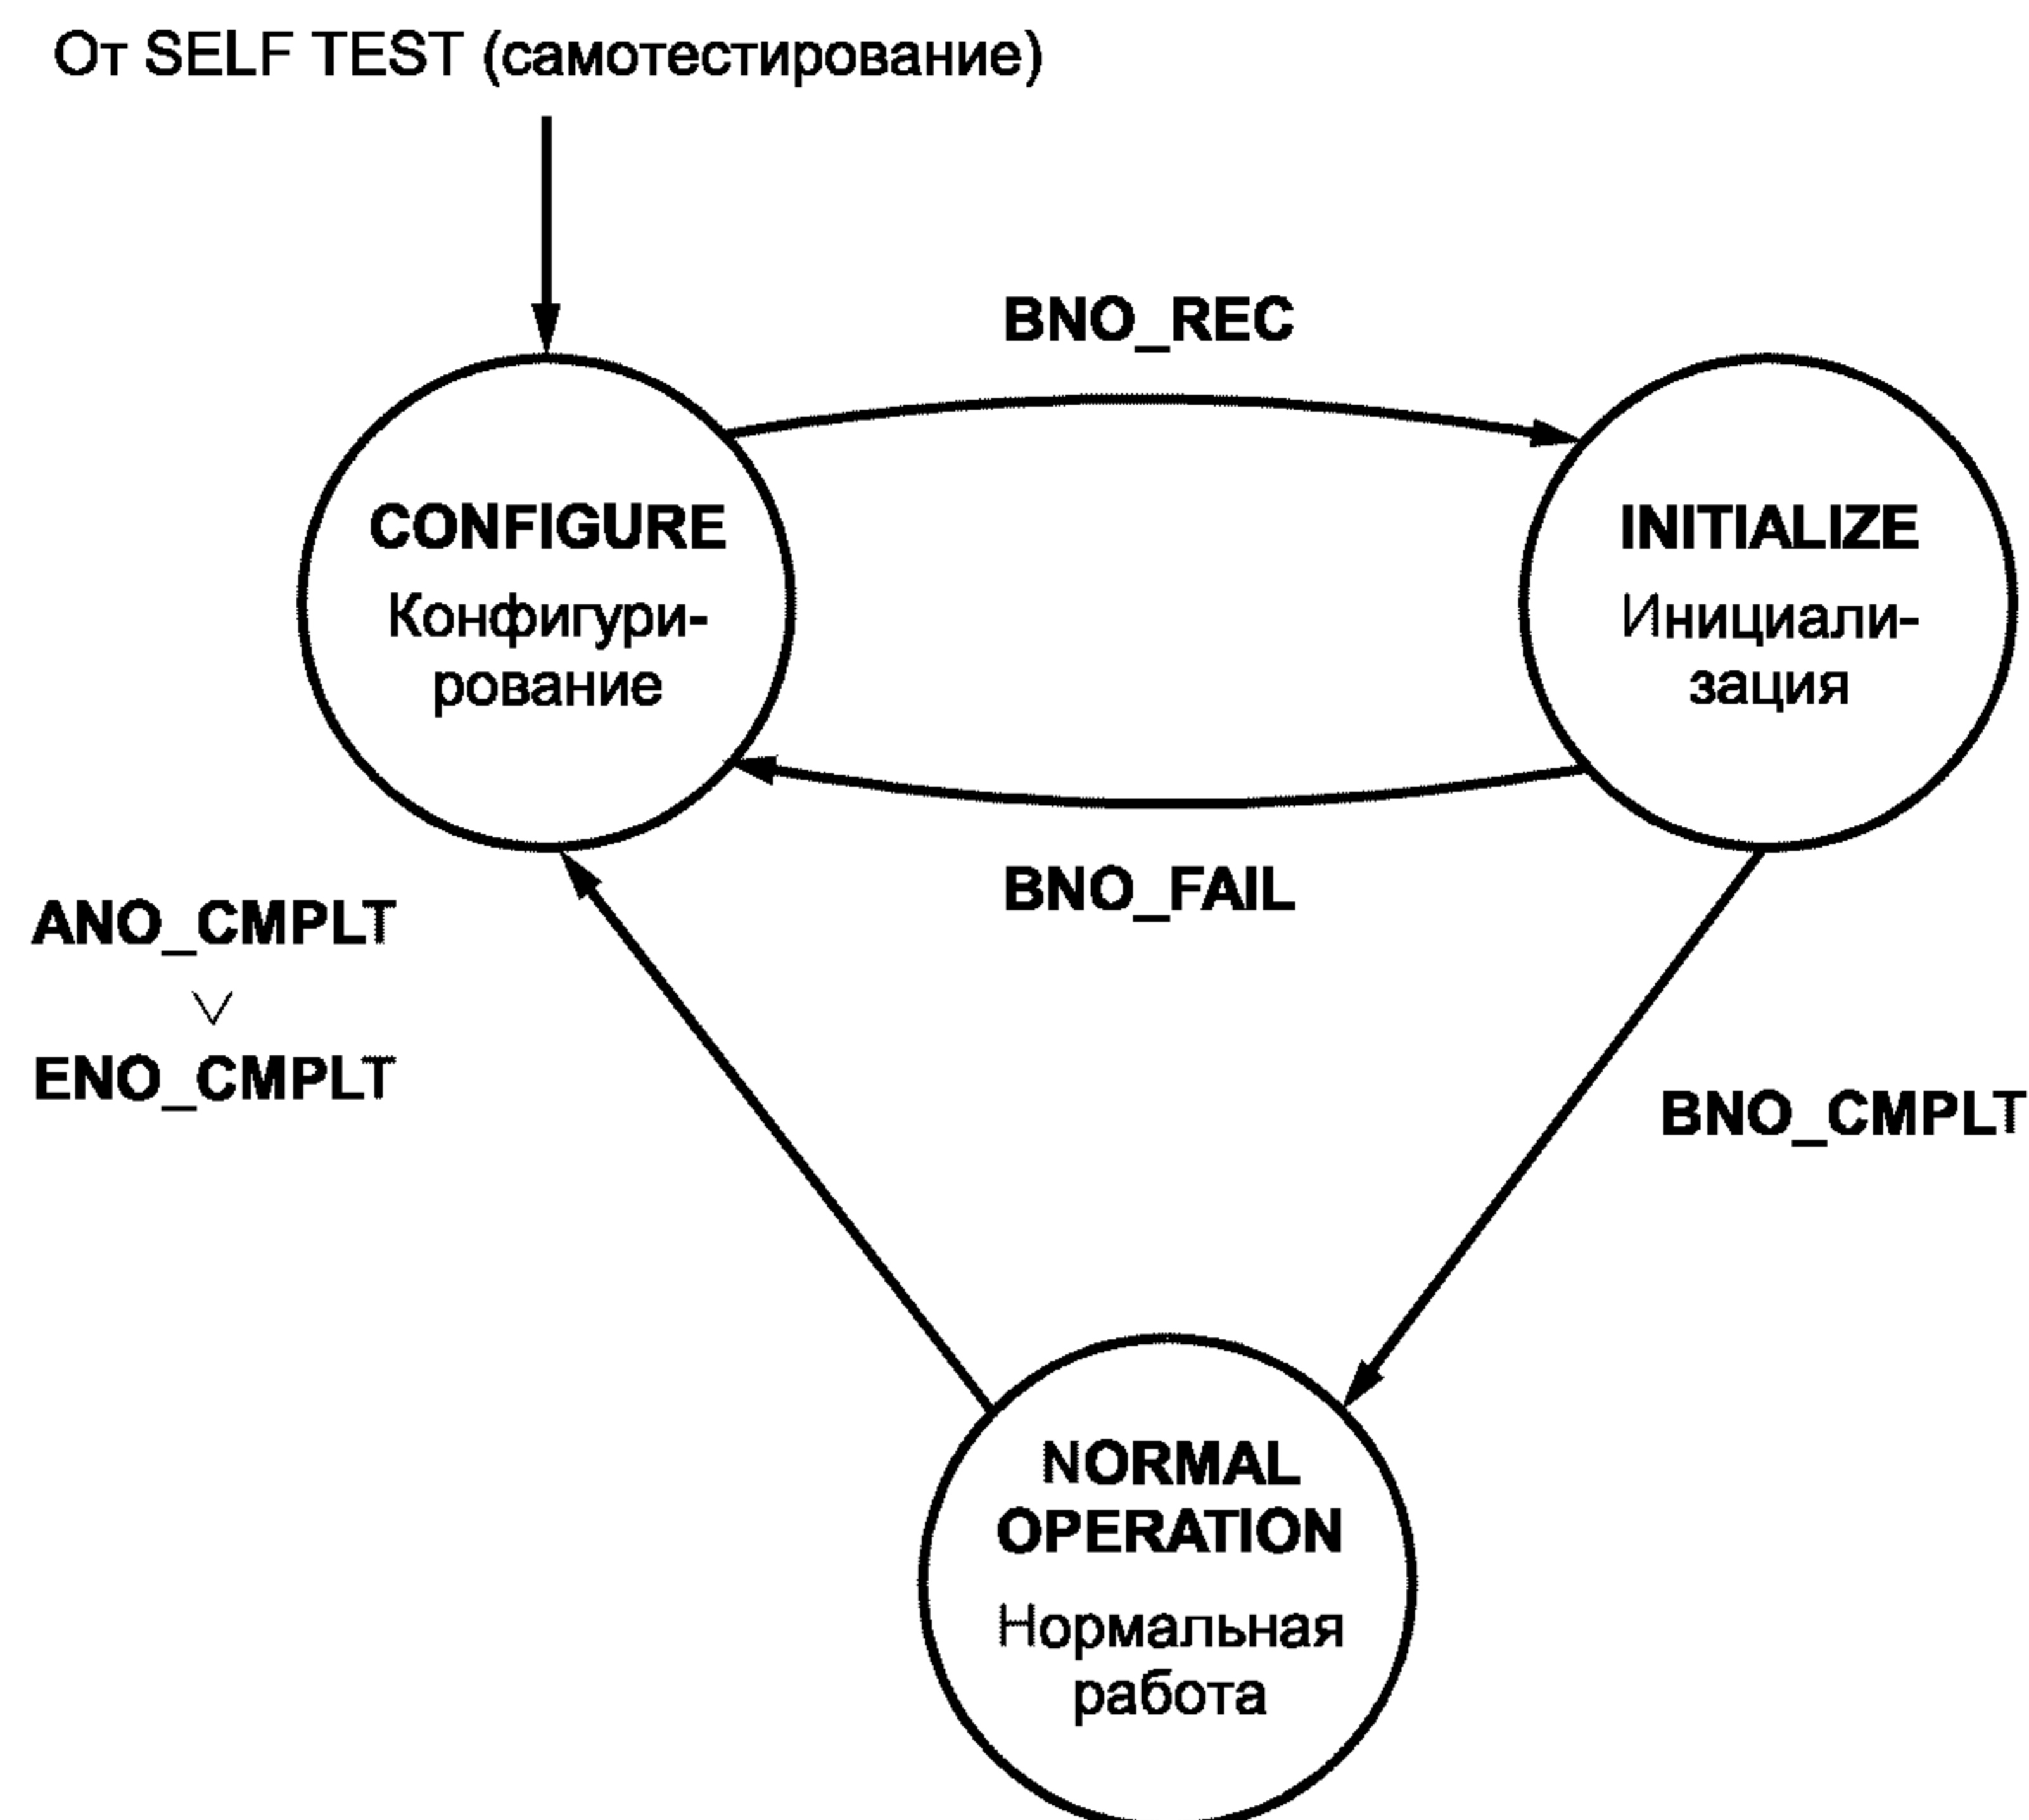 От SELF TEST (самотестирование)
BNO_REC
CONFIGURE
Конфигури-
рование
INITIALIZE
Инициали-
зация
BNO_FAIL
ANO_CMPLT
∨
ENO_CMPLT
BNO_CMPLT
NORMAL
OPERATION
Нормальная
работа